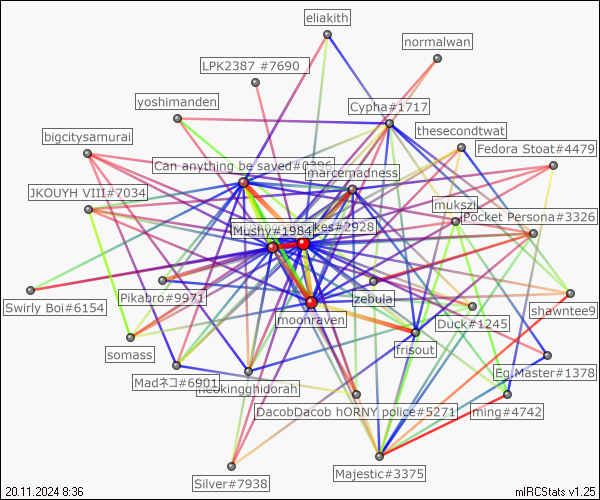 eliakith
normalwan
LPK2387 #7690
yoshimanden
Cypha#1717
thesecondtwat
bigcitysamurai
Fedora Stoat#4479
Can anything be saved#0396
marcemadness
JKOUYH VIII#7034
mukszi
Pocket Persona#3326
Mushy#1984
kes#2928
Pikabro#9971
zebula
Swirly Boi#6154
shawntee9
moonraven
Duck#1245
somass
frisout
Eg.Master#1378
Madネコ#6901
neokingghidorah
DacobDacob hORNY police#5271
ming#4742
Majestic#3375
Silver#7938
20.11.2024 8:36
mIRCStats v1.25